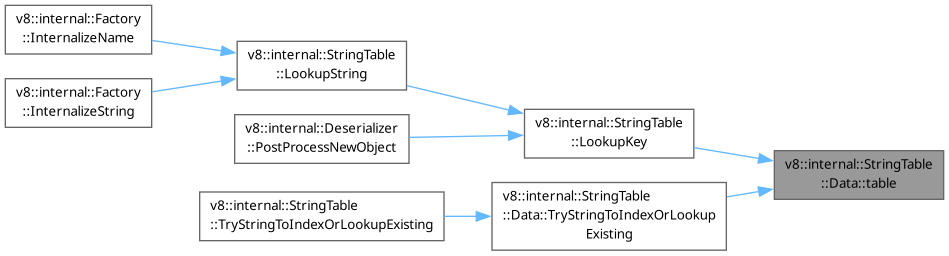 v8::internal::Factory
::InternalizeName
v8::internal::StringTable
::LookupString
v8::internal::Factory
::InternalizeString
v8::internal::Deserializer
::PostProcessNewObject
v8::internal::StringTable
::LookupKey
v8::internal::StringTable
::Data::table
v8::internal::StringTable
::TryStringToIndexOrLookupExisting
v8::internal::StringTable
::Data::TryStringToIndexOrLookup
Existing